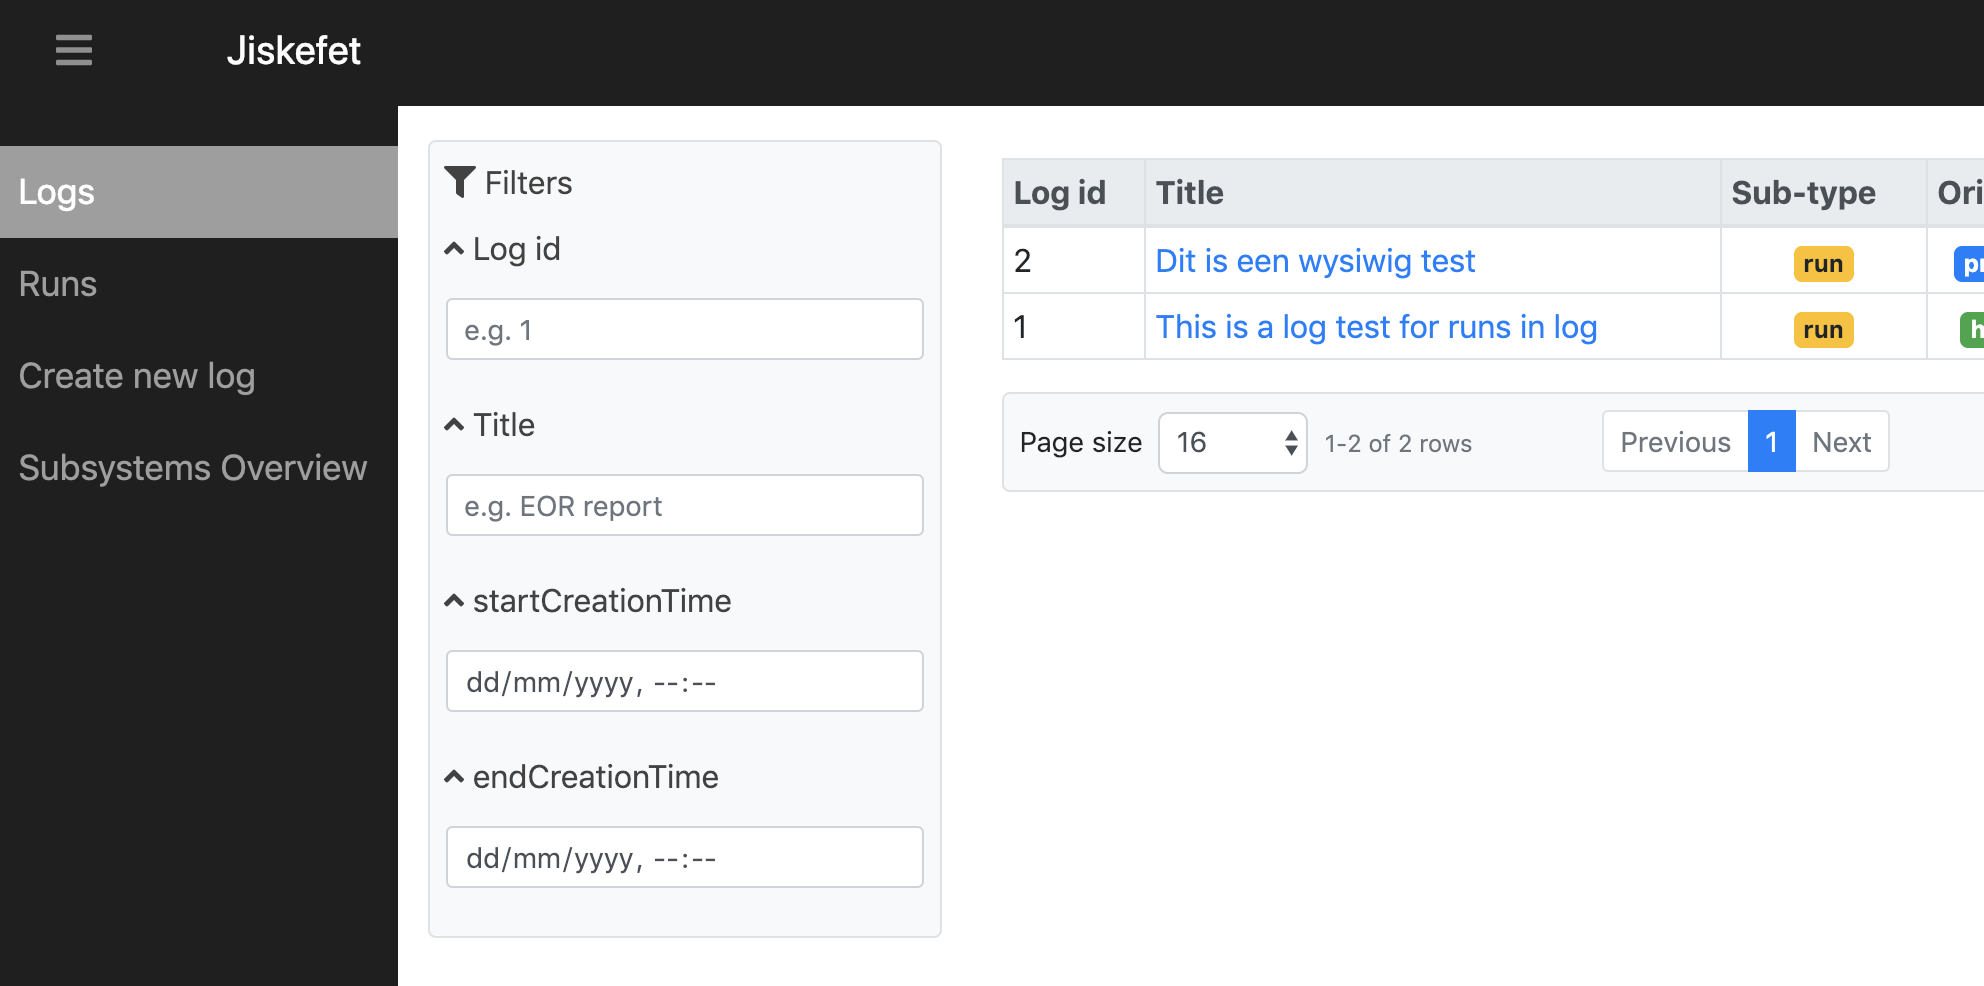 Jiskefet
Logs
Runs
Create new log
Subsystems Overview
Filters
Log id
e.g. 1
Title
e.g. EOR report
startCreationTime
dd/mm/yyyy, --:--
endCreationTime
dd/mm/yyyy, --:--
Log id Title Sub-type Ori
2 Dit is een wysiwig test run pr
1 This is a log test for runs in log run h
Page size 16 1-2 of 2 rows Previous 1 Next